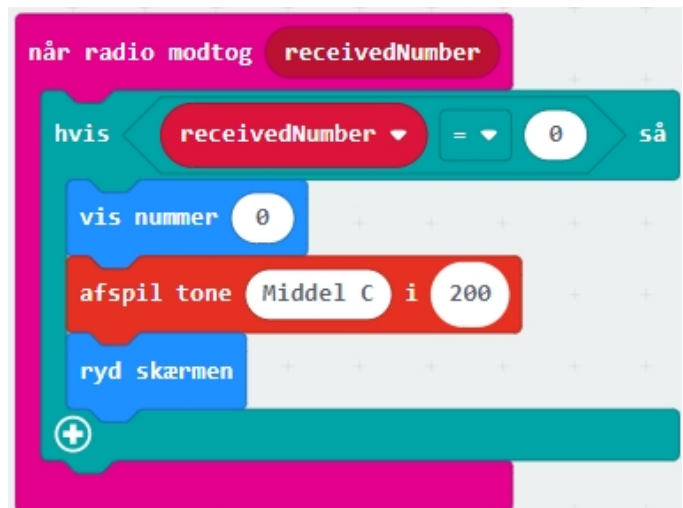 når radio modtog receivedNumber
hvis receivedNumber = 0 så
vis nummer 0
afspil tone Middel C i 200
ryd skærmen